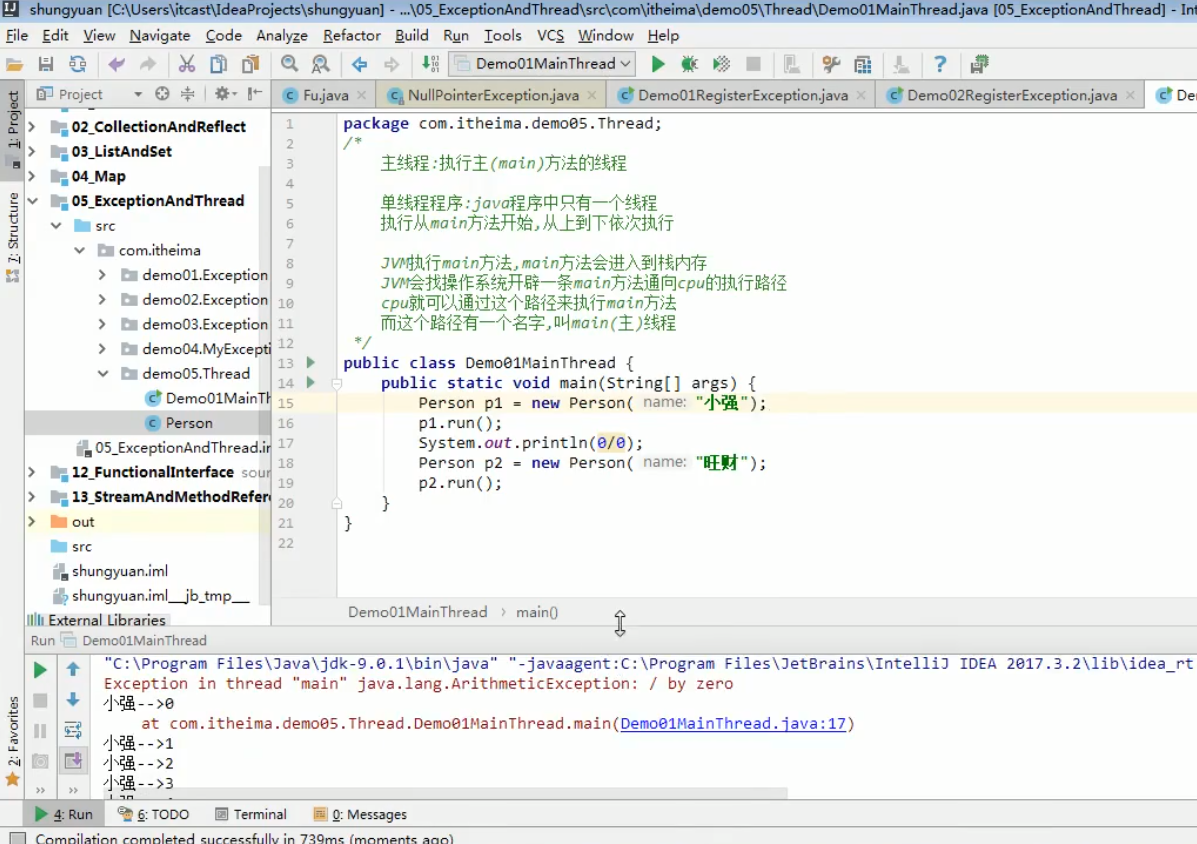 shungyuan [C:\Users\itcast\IdeaProjects\shungyuan] - ...\05_ExceptionAndThread\src\com\itheima\demo05\Thread\Demo01MainThread.java [05_ExceptionAndThread] - Int
File Edit View Navigate Code Analyze Refactor Build Run Tools VCS Window Help
Demo01MainThread
Project
Fu.java NullPointerException.java Demo01RegisterException.java Demo02RegisterException.java De
1: Project
7: Structure
2: Favorites
02_CollectionAndReflect
03_ListAndSet
04_Map
05_ExceptionAndThread
src
com.itheima
demo01.Exception
demo02.Exception
demo03.Exception
demo04.MyExcepti
demo05.Thread
Demo01MainTh
Person
05_ExceptionAndThread.im
12_FunctionalInterface sour
13_StreamAndMethodRefer
out
src
shungyuan.iml
shungyuan.iml__jb_tmp__
External Libraries
1 package com.itheima.demo05.Thread;
2 /*
3 主线程:执行主(main)方法的线程
4
5 单线程程序:java程序中只有一个线程
6 执行从main方法开始,从上到下依次执行
7
8 JVM执行main方法,main方法会进入到栈内存
9 JVM会找操作系统开辟一条main方法通向cpu的执行路径
10 cpu就可以通过这个路径来执行main方法
11 而这个路径有一个名字,叫main(主)线程
12 */
13 public class Demo01MainThread {
14 public static void main(String[] args) {
15 Person p1 = new Person( name: "小强");
16 p1.run();
17 System.out.println(0/0);
18 Person p2 = new Person( name: "旺财");
19 p2.run();
20 }
21 }
22
Demo01MainThread › main()
Run Demo01MainThread
"C:\Program Files\Java\jdk-9.0.1\bin\java" "-javaagent:C:\Program Files\JetBrains\IntelliJ IDEA 2017.3.2\lib\idea_rt
Exception in thread "main" java.lang.ArithmeticException: / by zero
小强-->0
at com.itheima.demo05.Thread.Demo01MainThread.main(Demo01MainThread.java:17)
小强-->1
小强-->2
小强-->3
4: Run 6: TODO Terminal 0: Messages
Compilation completed successfully in 739ms (moments ago)